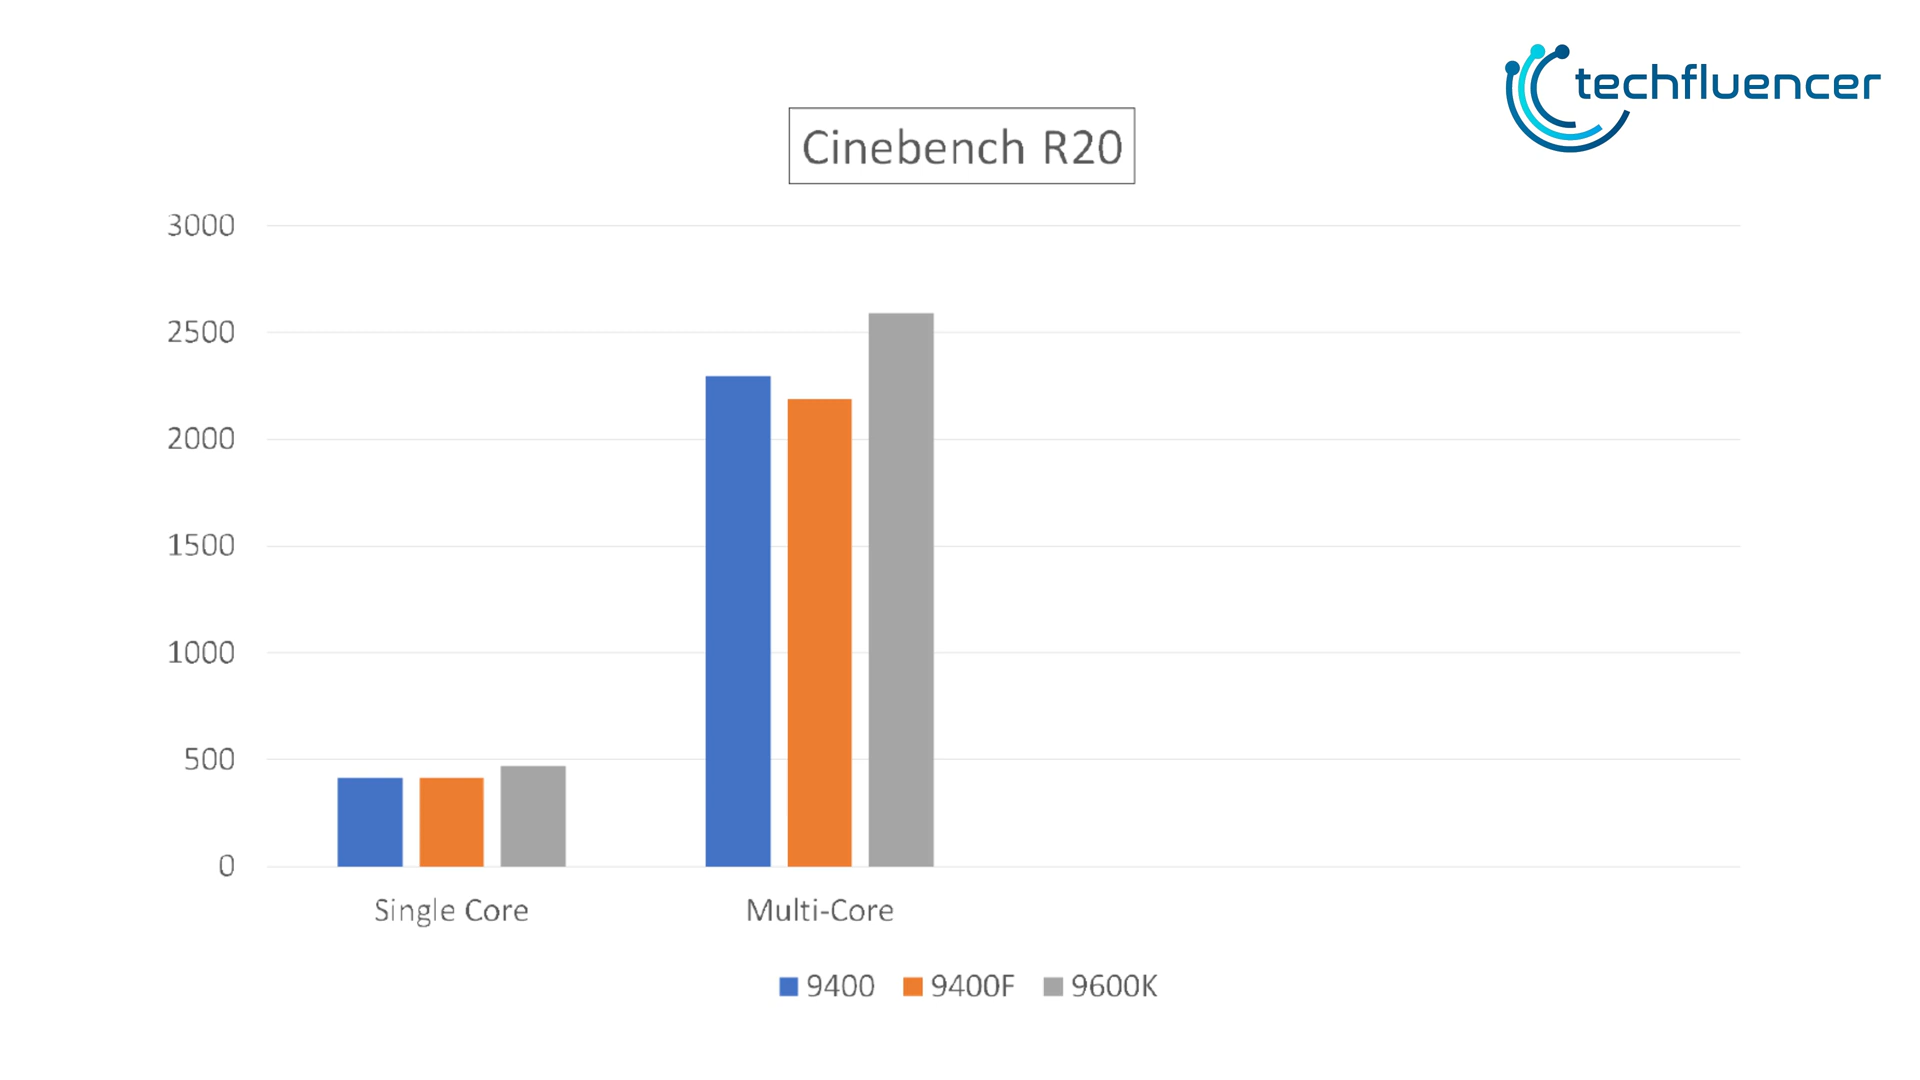 techfluencer
Cinebench R20
3000
2500
2000
1500
1000
500
0
Single Core
Multi-Core
9400
9400F
9600K